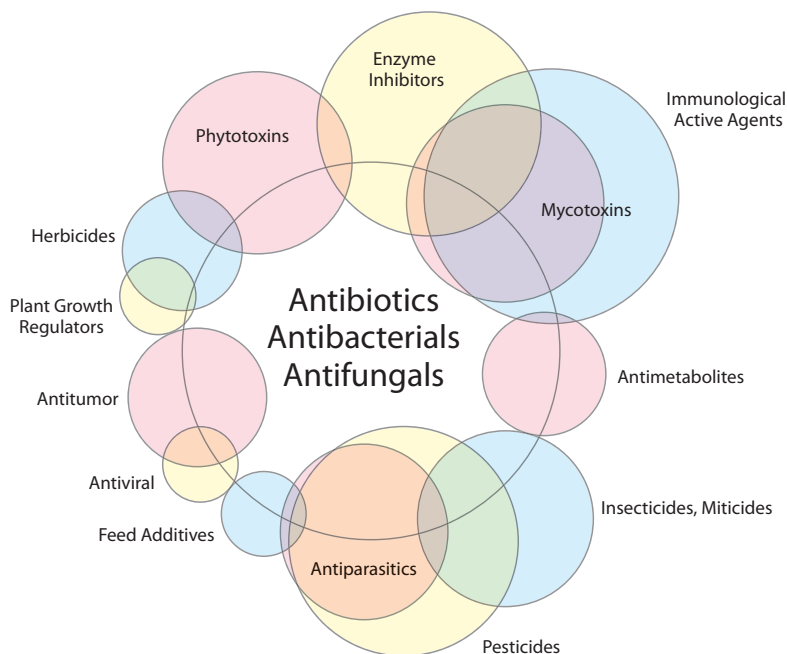 Enzyme
Inhibitors
Immunological
Active Agents
Phytotoxins
Mycotoxins
Herbicides
Plant Growth
Regulators
Antibiotics
Antibacterials
Antifungals
Antitumor
Antimetabolites
Antiviral
Feed Additives
Insecticides, Miticides
Antiparasitics
Pesticides